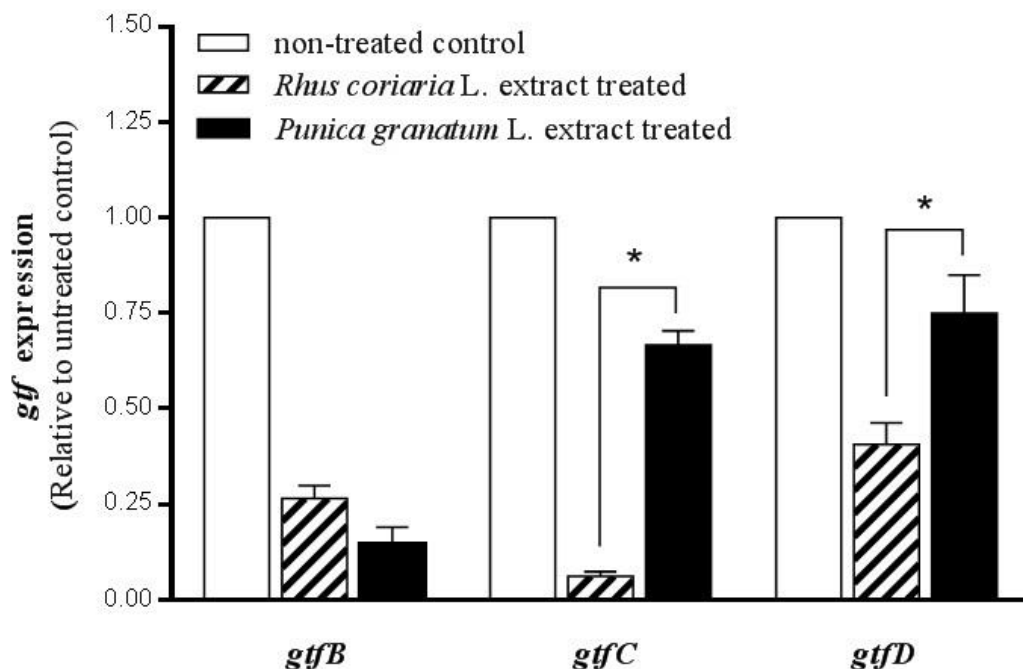 1.50
1.25
1.00
0.75
0.50
0.25
0.00
gtf expression
(Relative to untreated control)
non-treated control
Rhus coriaria L. extract treated
Punica granatum L. extract treated
*
*
gtfB gtfC gtfD